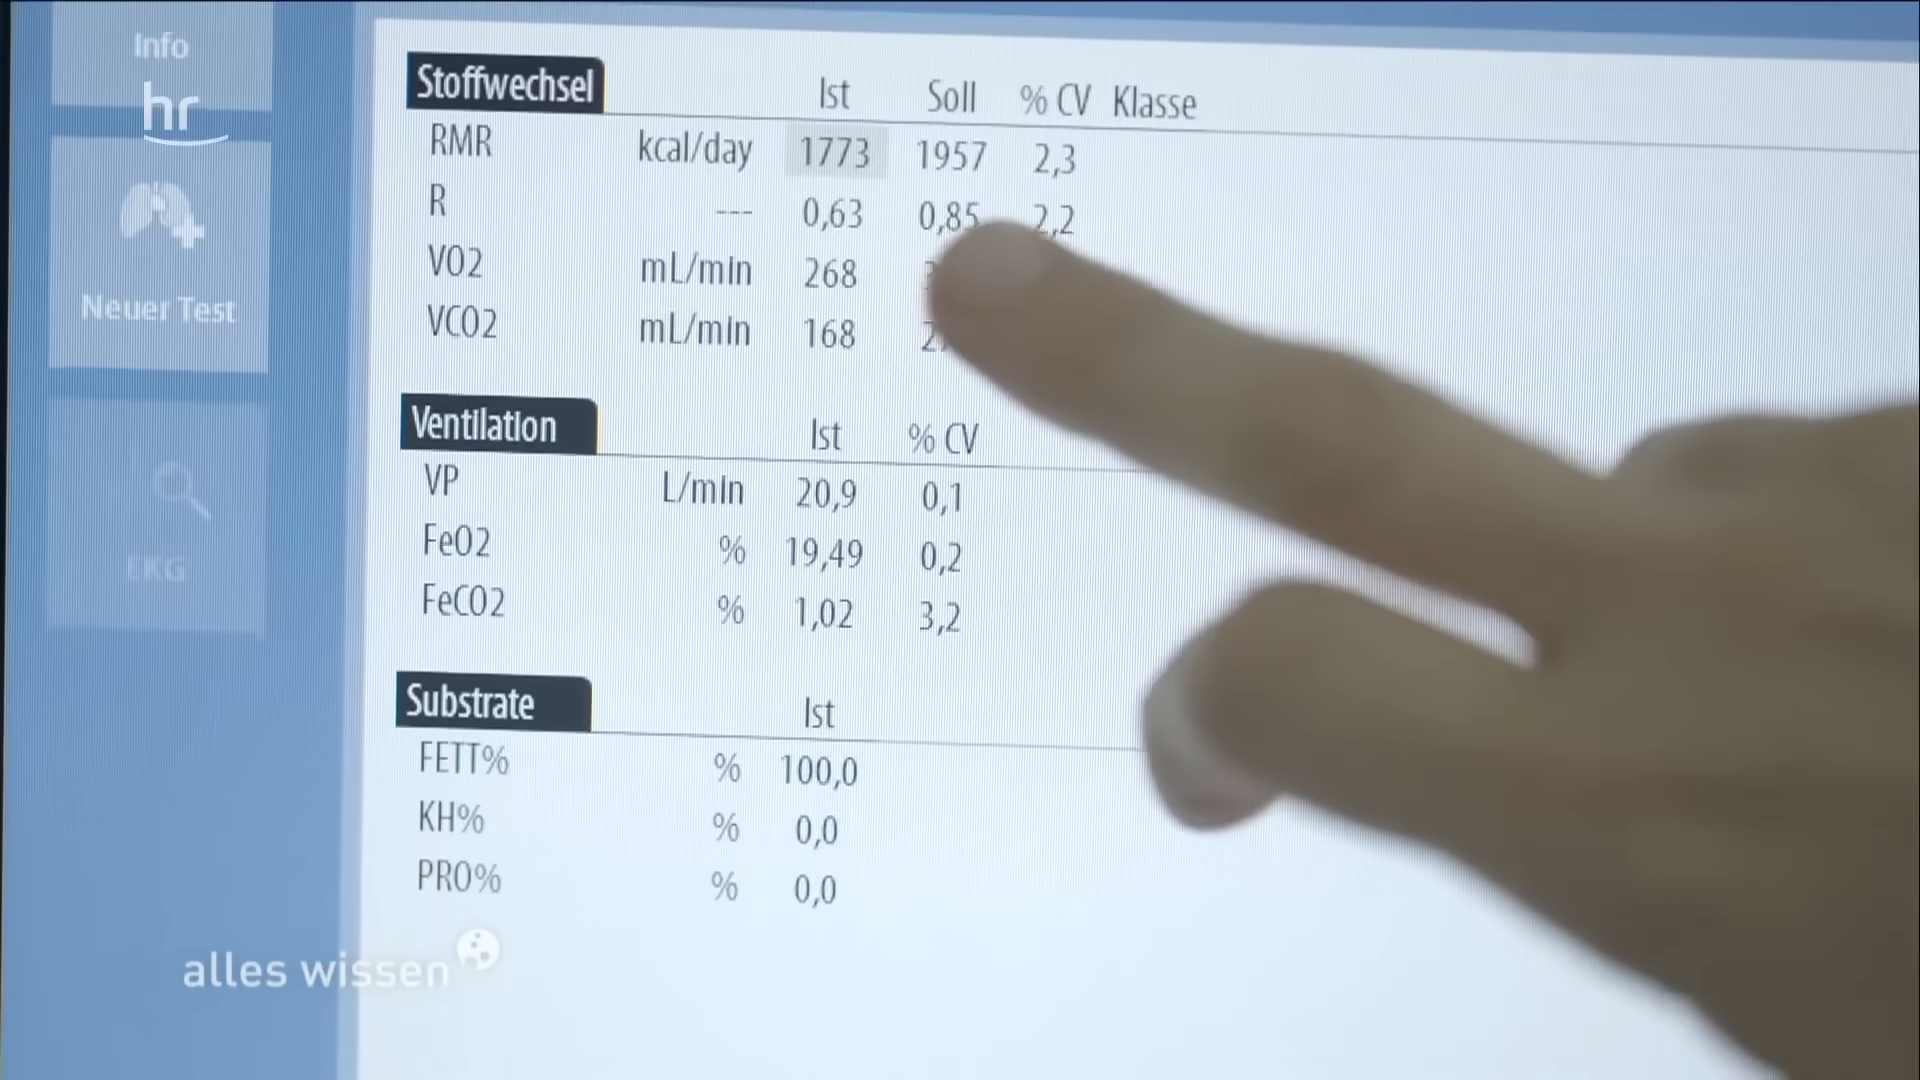 Info
hr
Neuer Test
EKG
Stoffwechsel Ist Soll % CV Klasse
RMR kcal/day 1773 1957 2,3
R --- 0,63 0,85 2,2
VO2 mL/min 268
VCO2 mL/min 168
Ventilation Ist % CV
VP L/min 20,9 0,1
FeO2 % 19,49 0,2
FeCO2 % 1,02 3,2
Substrate Ist
FETT% % 100,0
KH% % 0,0
PRO% % 0,0
alles wissen